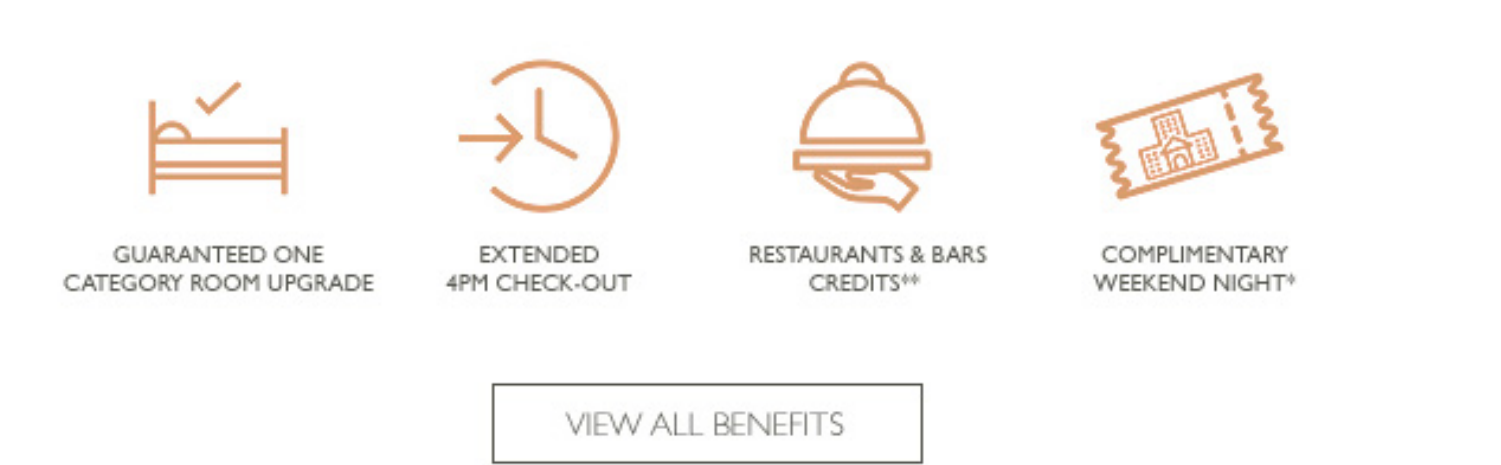 GUARANTEED ONE
CATEGORY ROOM UPGRADE
EXTENDED
4PM CHECK-OUT
RESTAURANTS & BARS
CREDITS**
COMPLIMENTARY
WEEKEND NIGHT*
VIEW ALL BENEFITS